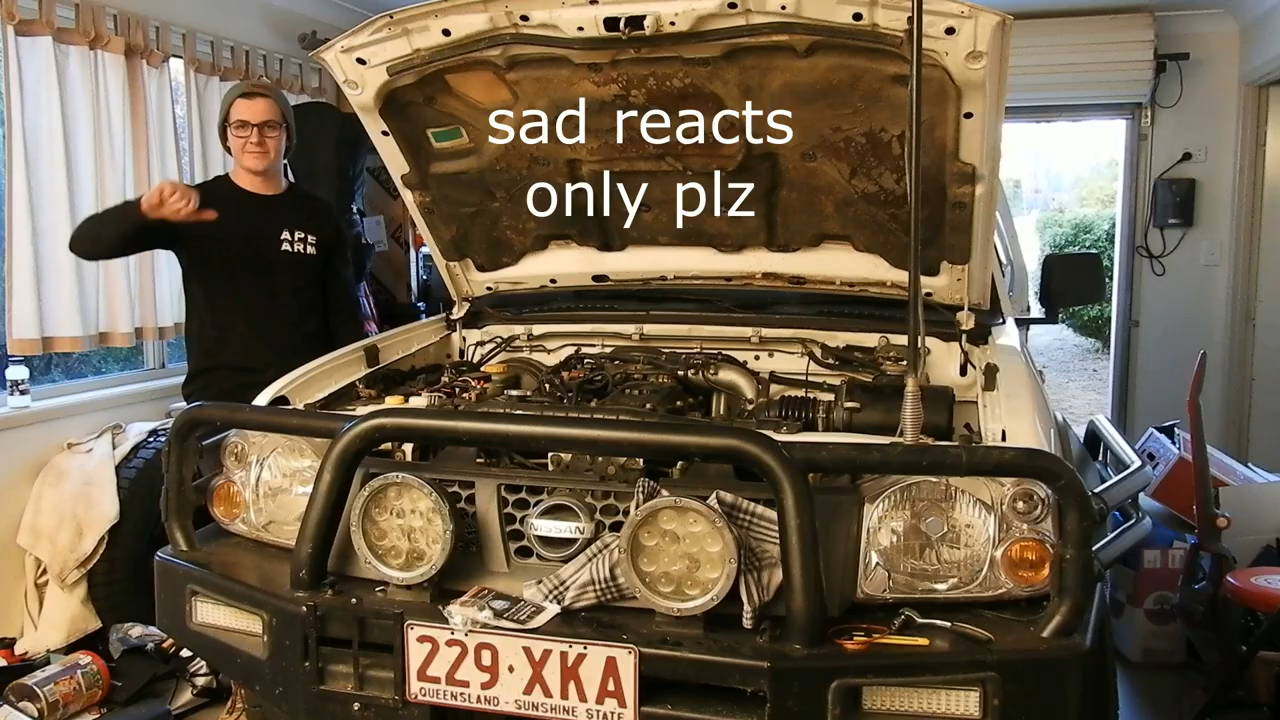 sad reacts
only plz
APE
ARM
NISSAN
229·XKA
QUEENSLAND - SUNSHINE STATE